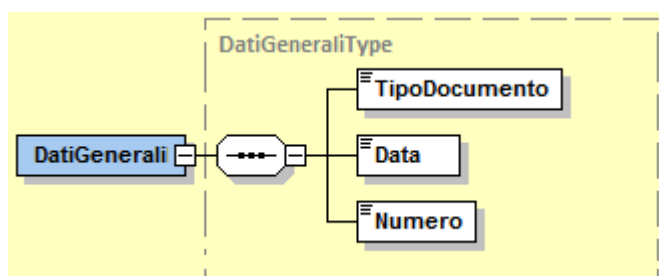 DatiGeneraliType
TipoDocumento
DatiGenerali
Data
Numero